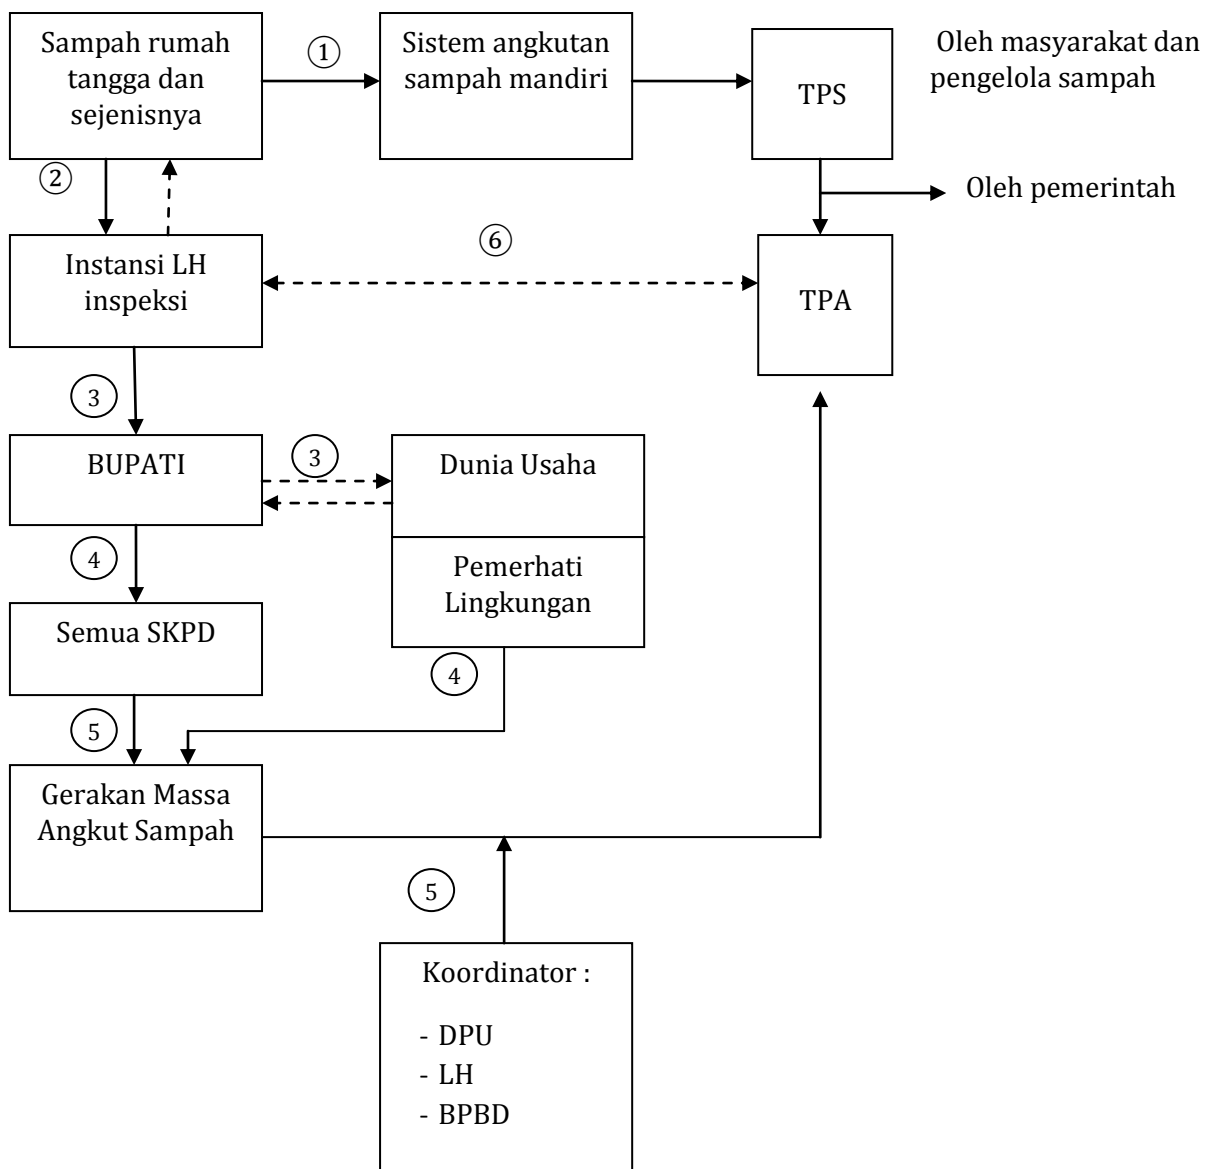 Sampah rumah
tangga dan
sejenisnya
①
Sistem angkutan
sampah mandiri
TPS
Oleh masyarakat dan
pengelola sampah
②
Oleh pemerintah
Instansi LH
inspeksi
⑥
TPA
3
BUPATI
3
Dunia Usaha
4
Pemerhati
Lingkungan
Semua SKPD
4
5
Gerakan Massa
Angkut Sampah
5
Koordinator :
- DPU
- LH
- BPBD